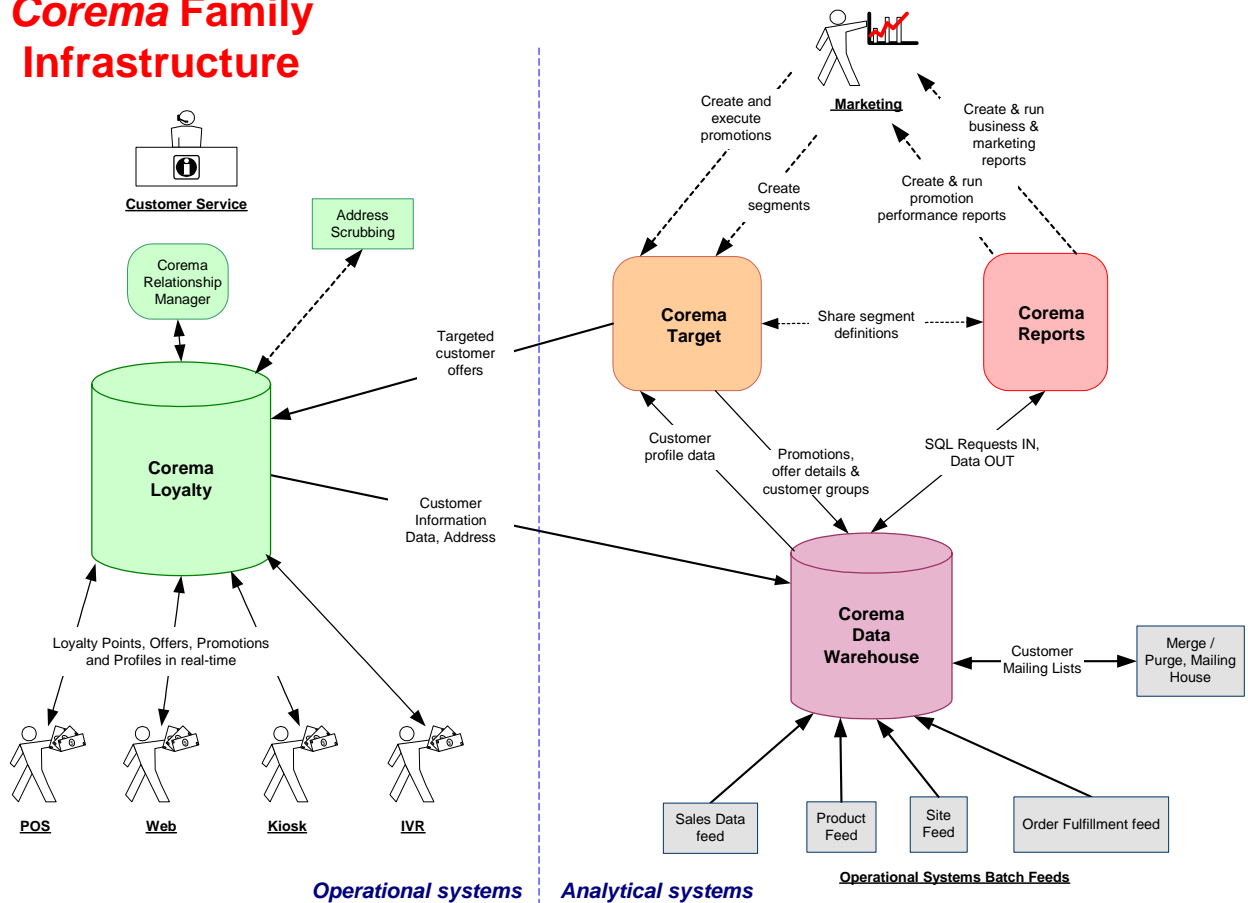 Corema Family
Infrastructure
Customer Service
Address
Scrubbing
Corema
Relationship
Manager
Corema
Loyalty
Loyalty Points, Offers, Promotions
and Profiles in real-time
POS
Web
Kiosk
IVR
Targeted
customer
offers
Customer
Information
Data, Address
Operational systems
Analytical systems
Marketing
Create and
execute
promotions
Create
segments
Create & run
business &
marketing
reports
Create & run
promotion
performance reports
Corema
Target
Share segment
definitions
Corema
Reports
Customer
profile data
Promotions,
offer details &
customer groups
SQL Requests IN,
Data OUT
Corema
Data
Warehouse
Customer
Mailing Lists
Merge /
Purge, Mailing
House
Sales Data
feed
Product
Feed
Site
Feed
Order Fulfillment feed
Operational Systems Batch Feeds